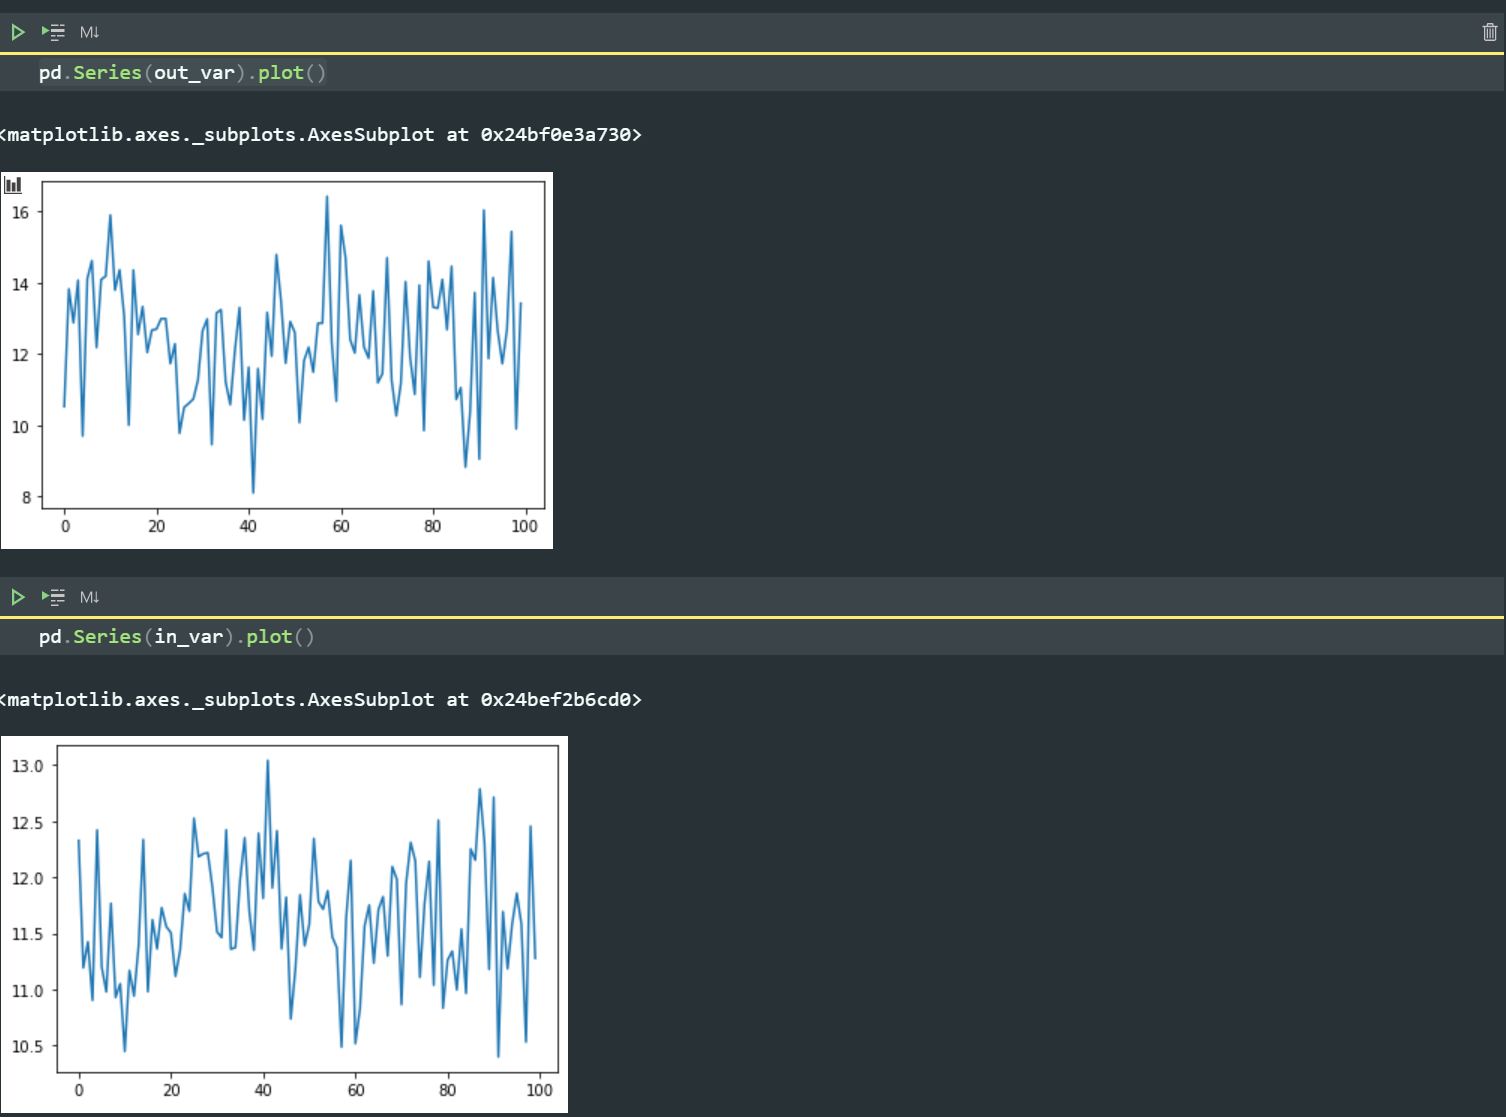 M↓
pd.Series(out_var).plot()
<matplotlib.axes._subplots.AxesSubplot at 0x24bf0e3a730>
16
14
12
10
8
0 20 40 60 80 100
M↓
pd.Series(in_var).plot()
<matplotlib.axes._subplots.AxesSubplot at 0x24bef2b6cd0>
13.0
12.5
12.0
11.5
11.0
10.5
0 20 40 60 80 100